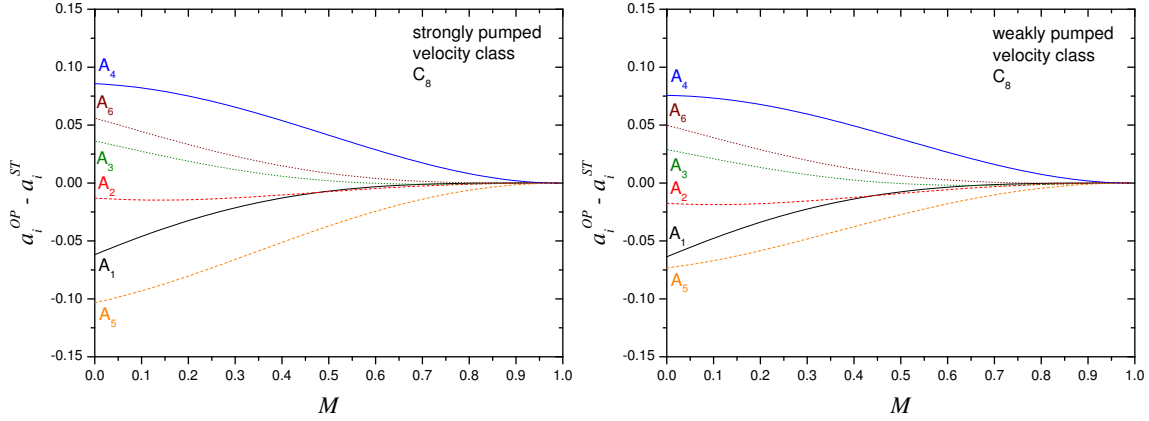 0.15
0.10
0.05
0.00
-0.05
-0.10
-0.15
a_i^OP - a_i^ST
strongly pumped
velocity class
C₈
A₄
A₆
A₃
A₂
A₁
A₅
0.0 0.1 0.2 0.3 0.4 0.5 0.6 0.7 0.8 0.9 1.0
M
0.15
0.10
0.05
0.00
-0.05
-0.10
-0.15
a_i^OP - a_i^ST
weakly pumped
velocity class
C₈
A₄
A₆
A₃
A₂
A₁
A₅
0.0 0.1 0.2 0.3 0.4 0.5 0.6 0.7 0.8 0.9 1.0
M